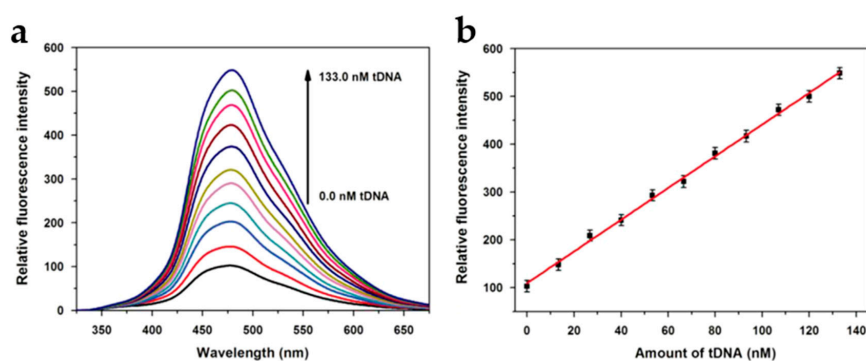 a
Relative fluorescence intensity
600
500
400
300
200
100
0
133.0 nM tDNA
0.0 nM tDNA
325 375 400 450 500 550 600 650
Wavelength (nm)
b
Relative fluorescence intensity
600
500
400
300
200
100
0 20 40 60 80 100 120 140
Amount of tDNA (nM)